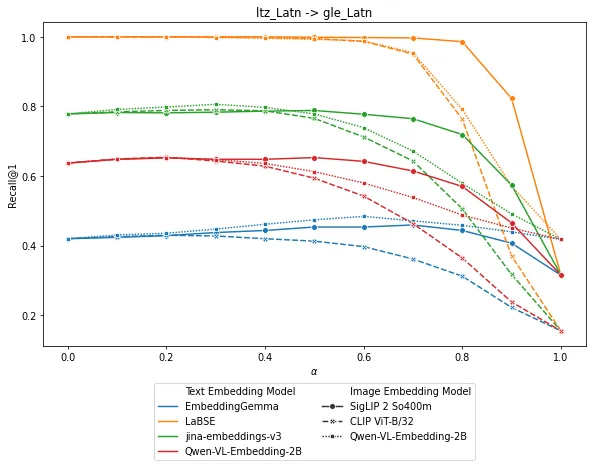 ltz_Latn -> gle_Latn
Recall@1
1.0
0.8
0.6
0.4
0.2
0.0
0.2
0.4
0.6
0.8
1.0
α
Text Embedding Model
EmbeddingGemma
LaBSE
jina-embeddings-v3
Qwen-VL-Embedding-2B
Image Embedding Model
SigLIP 2 So400m
CLIP ViT-B/32
Qwen-VL-Embedding-2B